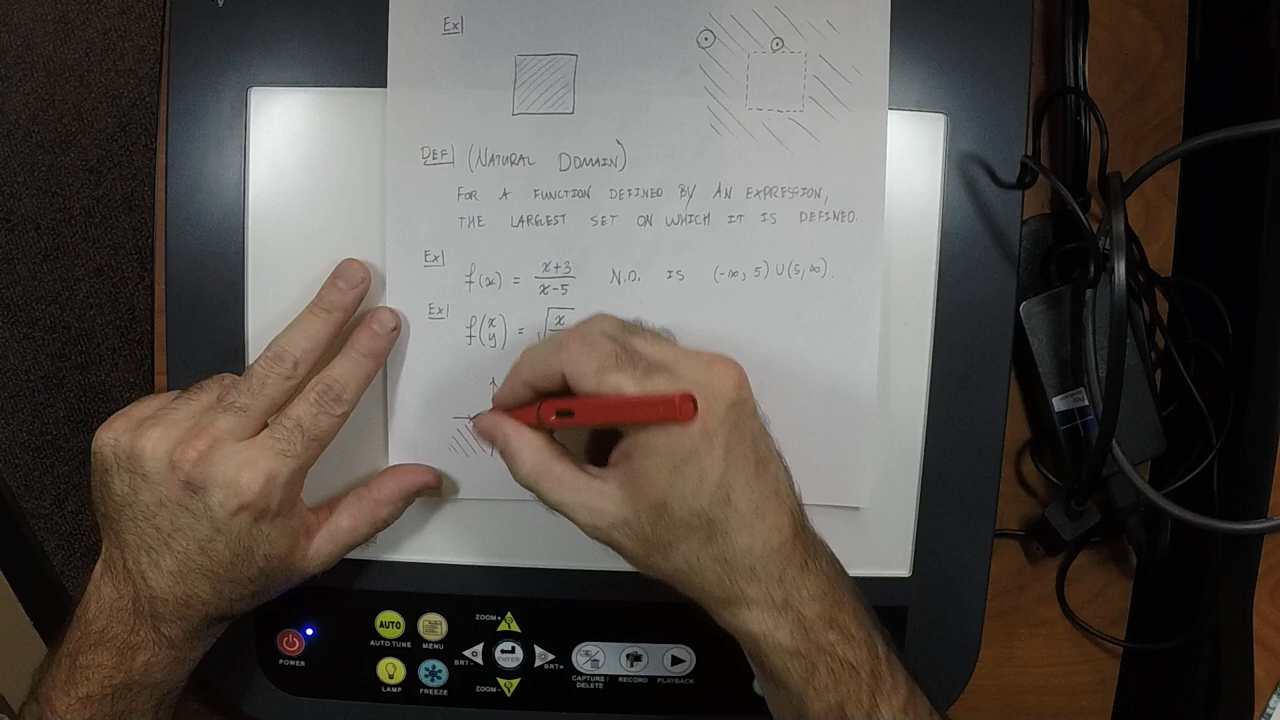 Ex|
DEF| (NATURAL DOMAIN)
FOR A FUNCTION DEFINED BY AN EXPRESSION,
THE LARGEST SET ON WHICH IT IS DEFINED.
Ex| f(x) = x+3 / x-5 N.D. IS (-∞, 5) ∪ (5, ∞).
Ex| f(x y) = √x
POWER
AUTO
AUTO TUNE
MENU
LAMP
FREEZE
ZOOM+
BRT-
ENTER
BRT+
ZOOM-
CAPTURE / DELETE
RECORD
PLAYBACK